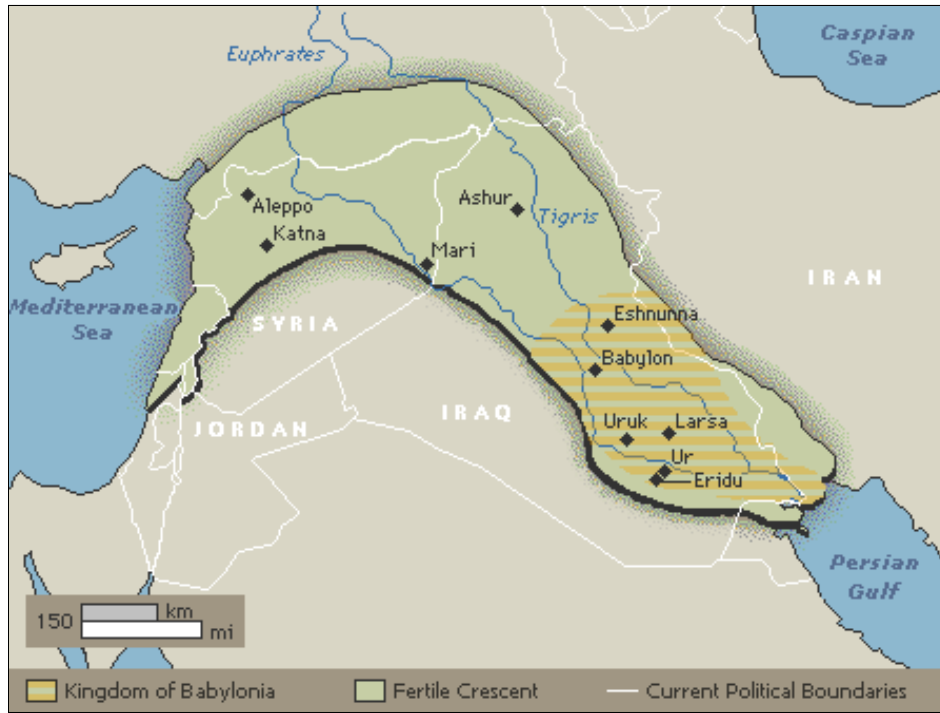 Caspian
Sea
Euphrates
Aleppo
Katna
Ashur
Tigris
Mari
IRAN
Mediterranean
Sea
SYRIA
Eshnunna
Babylon
IRAQ
JORDAN
Uruk
Larsa
Ur
Eridu
Persian
Gulf
150 km
mi
Kingdom of Babylonia Fertile Crescent Current Political Boundaries